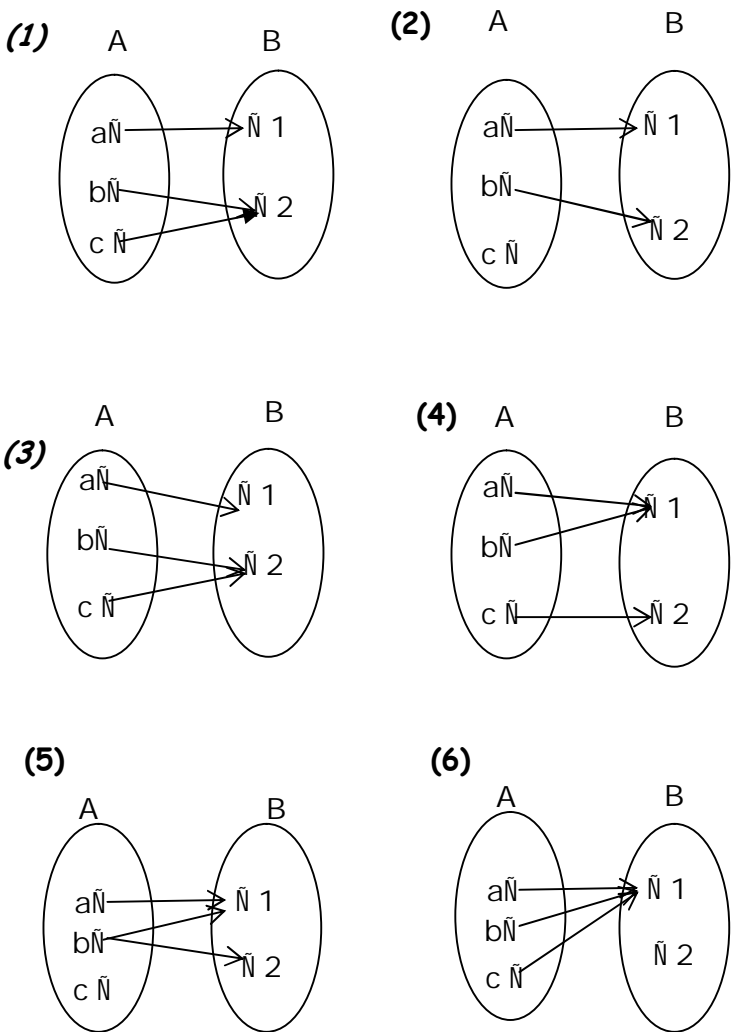 (1) A B (2) A B
aÑ Ñ 1 aÑ Ñ 1
bÑ Ñ 2 bÑ Ñ 2
c Ñ c Ñ
(3) A B (4) A B
aÑ Ñ 1 aÑ Ñ 1
bÑ Ñ 2 bÑ
c Ñ c Ñ Ñ 2
(5) (6)
A B A B
aÑ Ñ 1 aÑ Ñ 1
bÑ Ñ 2 bÑ Ñ 2
c Ñ c Ñ